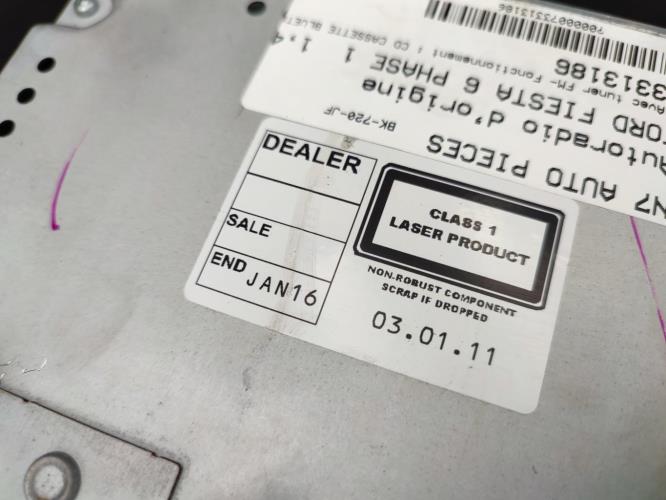 DEALER
SALE
END JAN16
CLASS 1
LASER PRODUCT
NON-ROBUST COMPONENT
SCRAP IF DROPPED
03.01.11
N7 AUTO PIECES
BK-720-JF
Autoradio d'origine
FORD FIESTA 6 PHASE 1 1.4
Avec tuner FM- Fonctionnement : CD CASSETTE BLUET
3313186
70000073313186